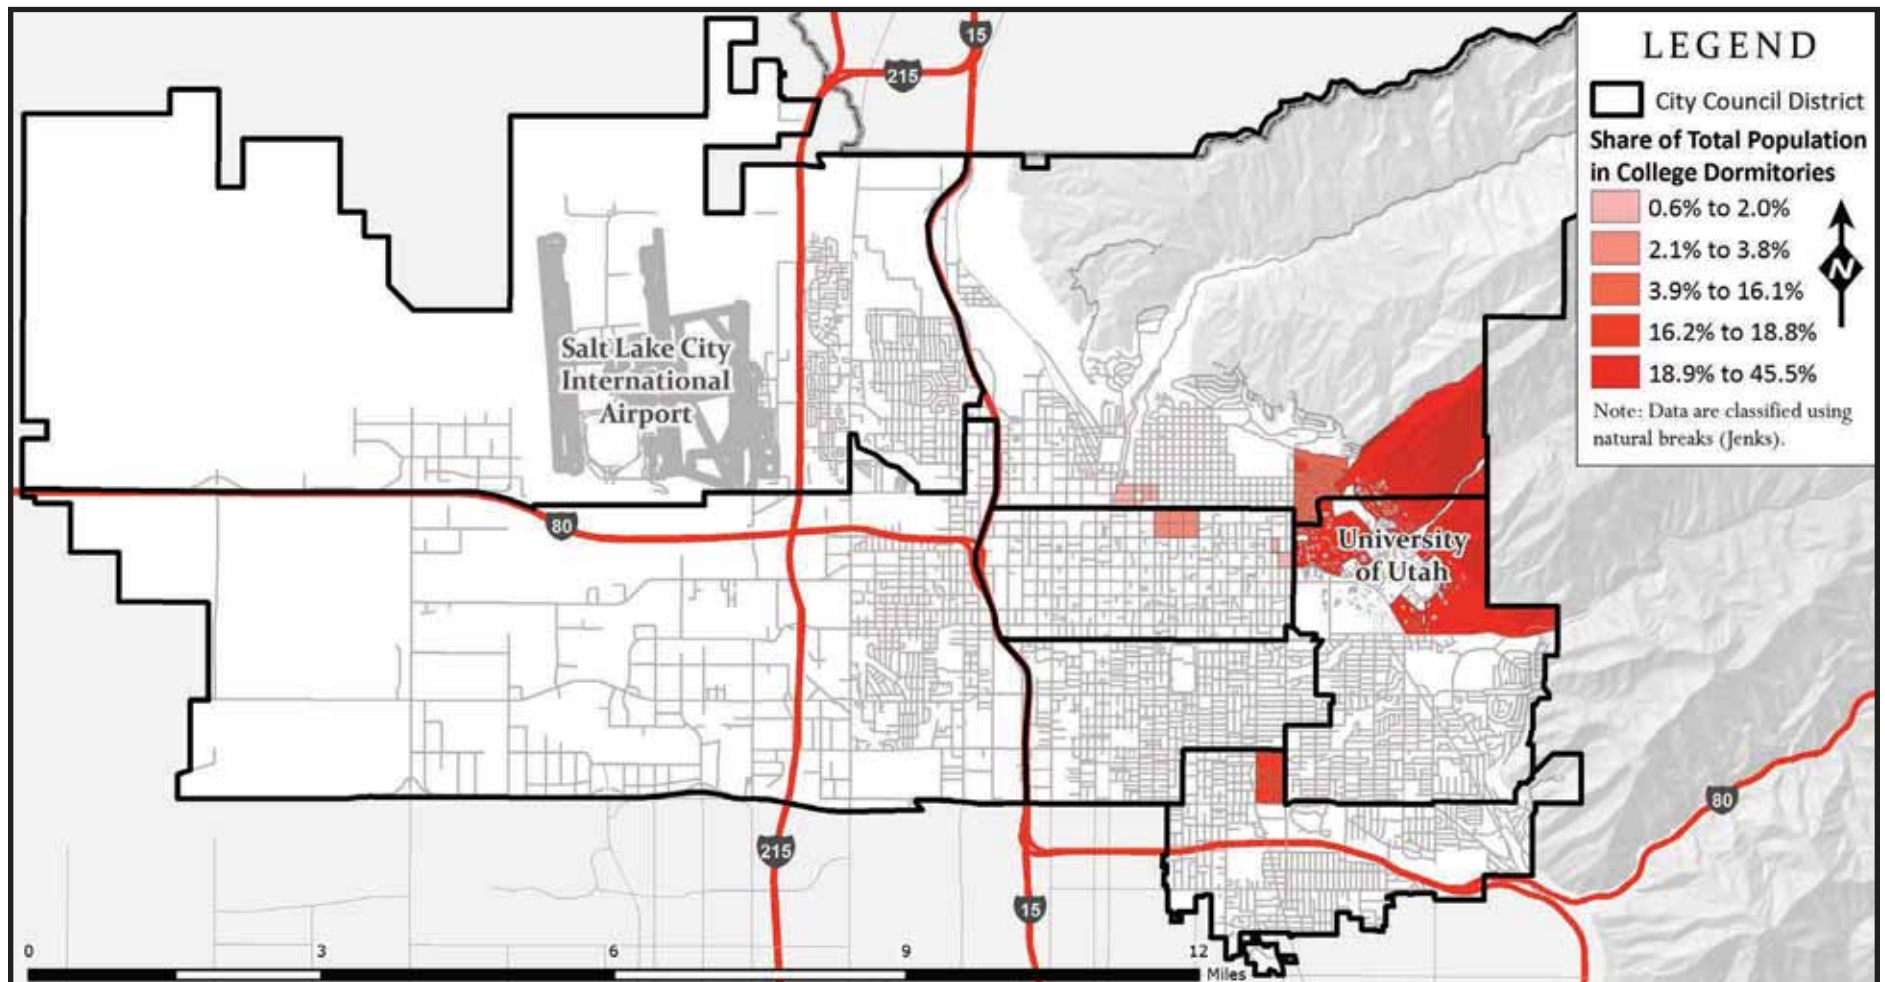 LEGEND
City Council District
Share of Total Population
in College Dormitories
0.6% to 2.0%
2.1% to 3.8%
3.9% to 16.1%
16.2% to 18.8%
18.9% to 45.5%
Note: Data are classified using
natural breaks (Jenks).
N
15
215
Salt Lake City
International
Airport
80
University
of Utah
80
215
15
0 3 6 9 12
Miles